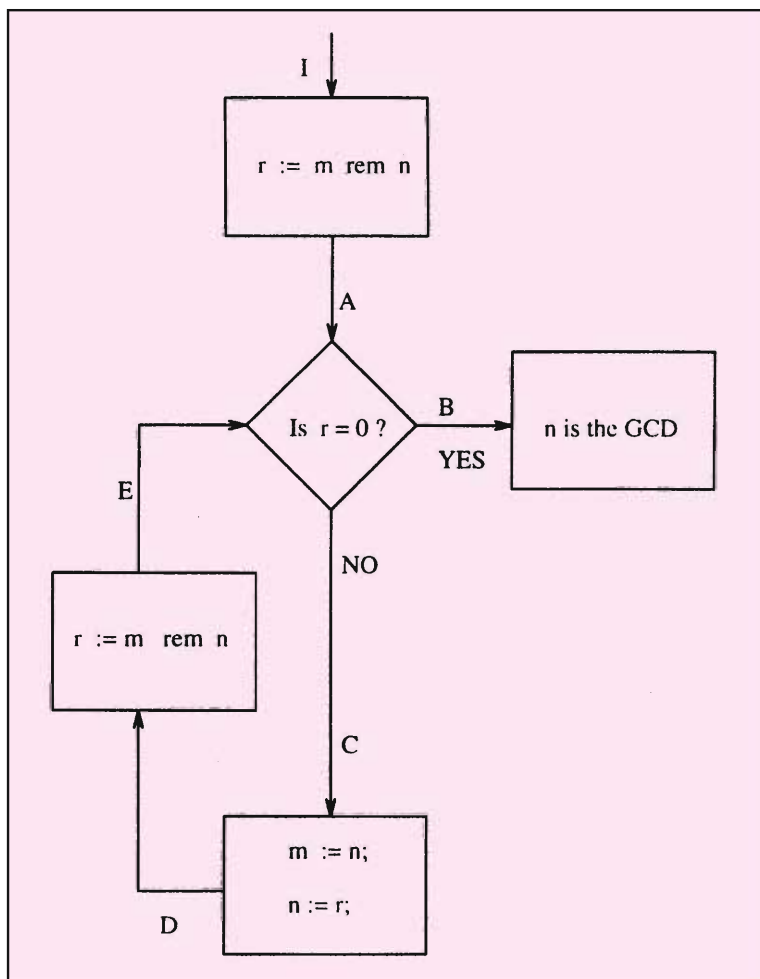 I
r := m rem n
A
Is r = 0 ?
B
YES
n is the GCD
E
NO
r := m rem n
C
m := n;
n := r;
D